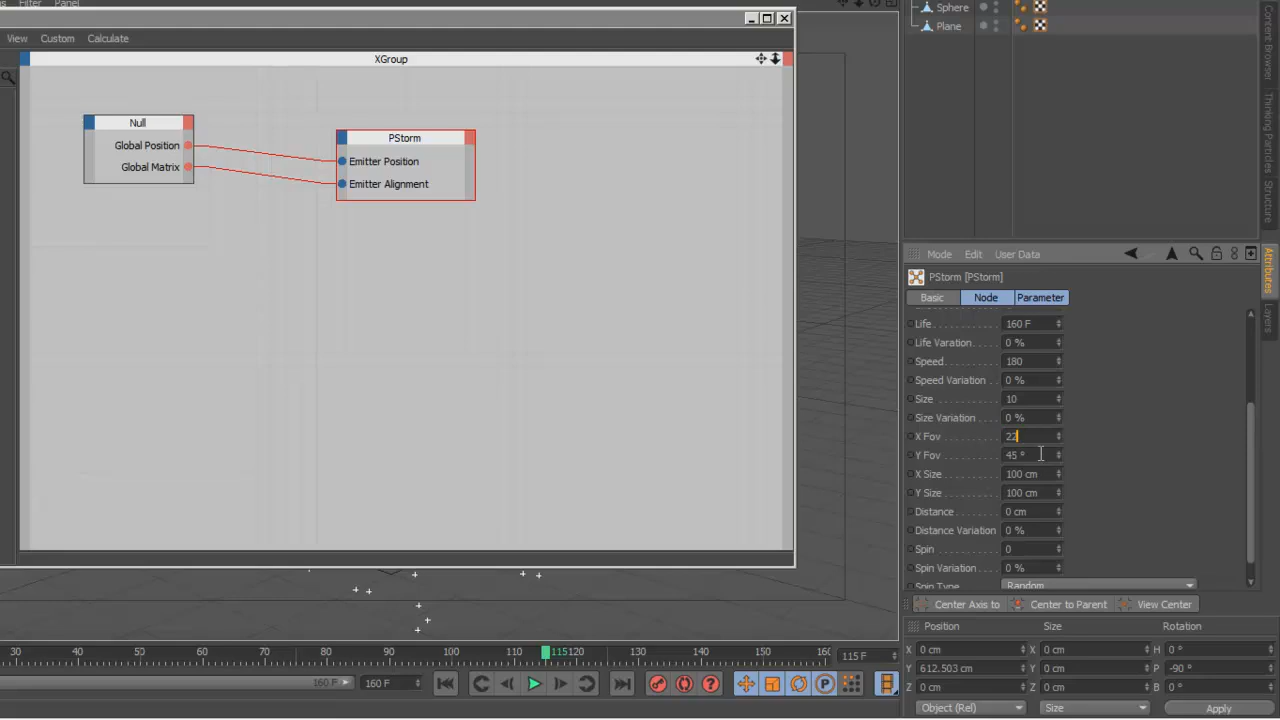 Filter Panel
View Custom Calculate
XGroup
Null
Global Position
Global Matrix
PStorm
Emitter Position
Emitter Alignment
Sphere
Plane
Content Browser
Thinking Particles
Structure
Attributes
Layers
Mode Edit User Data
PStorm [PStorm]
Basic Node Parameter
Life 160 F
Life Varation 0 %
Speed 180
Speed Variation 0 %
Size 10
Size Variation 0 %
X Fov 22
Y Fov 45 °
X Size 100 cm
Y Size 100 cm
Distance 0 cm
Distance Variation 0 %
Spin 0
Spin Variation 0 %
Spin Type Random
Center Axis to Center to Parent View Center
Position Size Rotation
X 0 cm X 0 cm H 0 °
Y 612.503 cm Y 0 cm P -90 °
Z 0 cm Z 0 cm B 0 °
Object (Rel) Size Apply
30 40 50 60 70 80 90 100 110 115 120 130 140 150 160 115 F
160 F 160 F